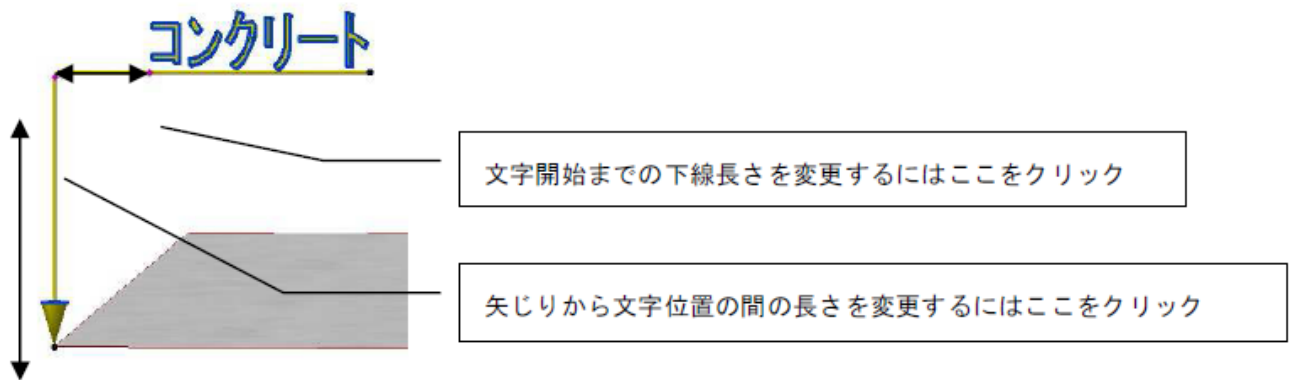 コンクリート
文字開始までの下線長さを変更するにはここをクリック
矢じりから文字位置の間の長さを変更するにはここをクリック